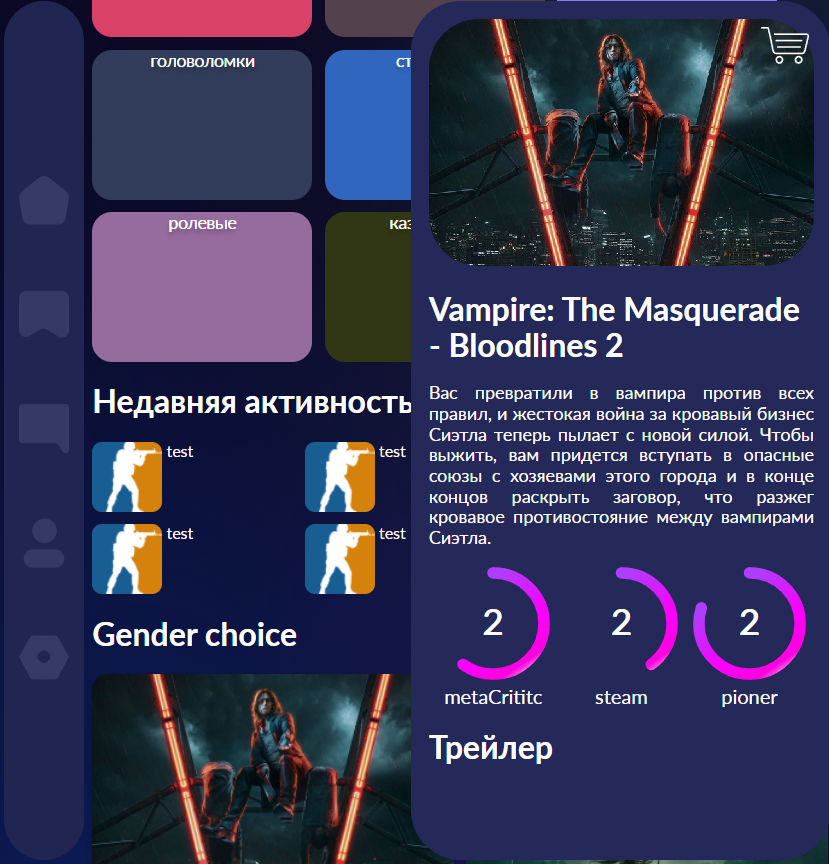 головоломки
ст
ролевые
каз
Недавняя активность
test
test
test
test
Gender choice
Vampire: The Masquerade
- Bloodlines 2
Вас превратили в вампира против всех
правил, и жестокая война за кровавый бизнес
Сиэтла теперь пылает с новой силой. Чтобы
выжить, вам придется вступать в опасные
союзы с хозяевами этого города и в конце
концов раскрыть заговор, что разжег
кровавое противостояние между вампирами
Сиэтла.
2
2
2
metaCrititc
steam
pioner
Трейлер